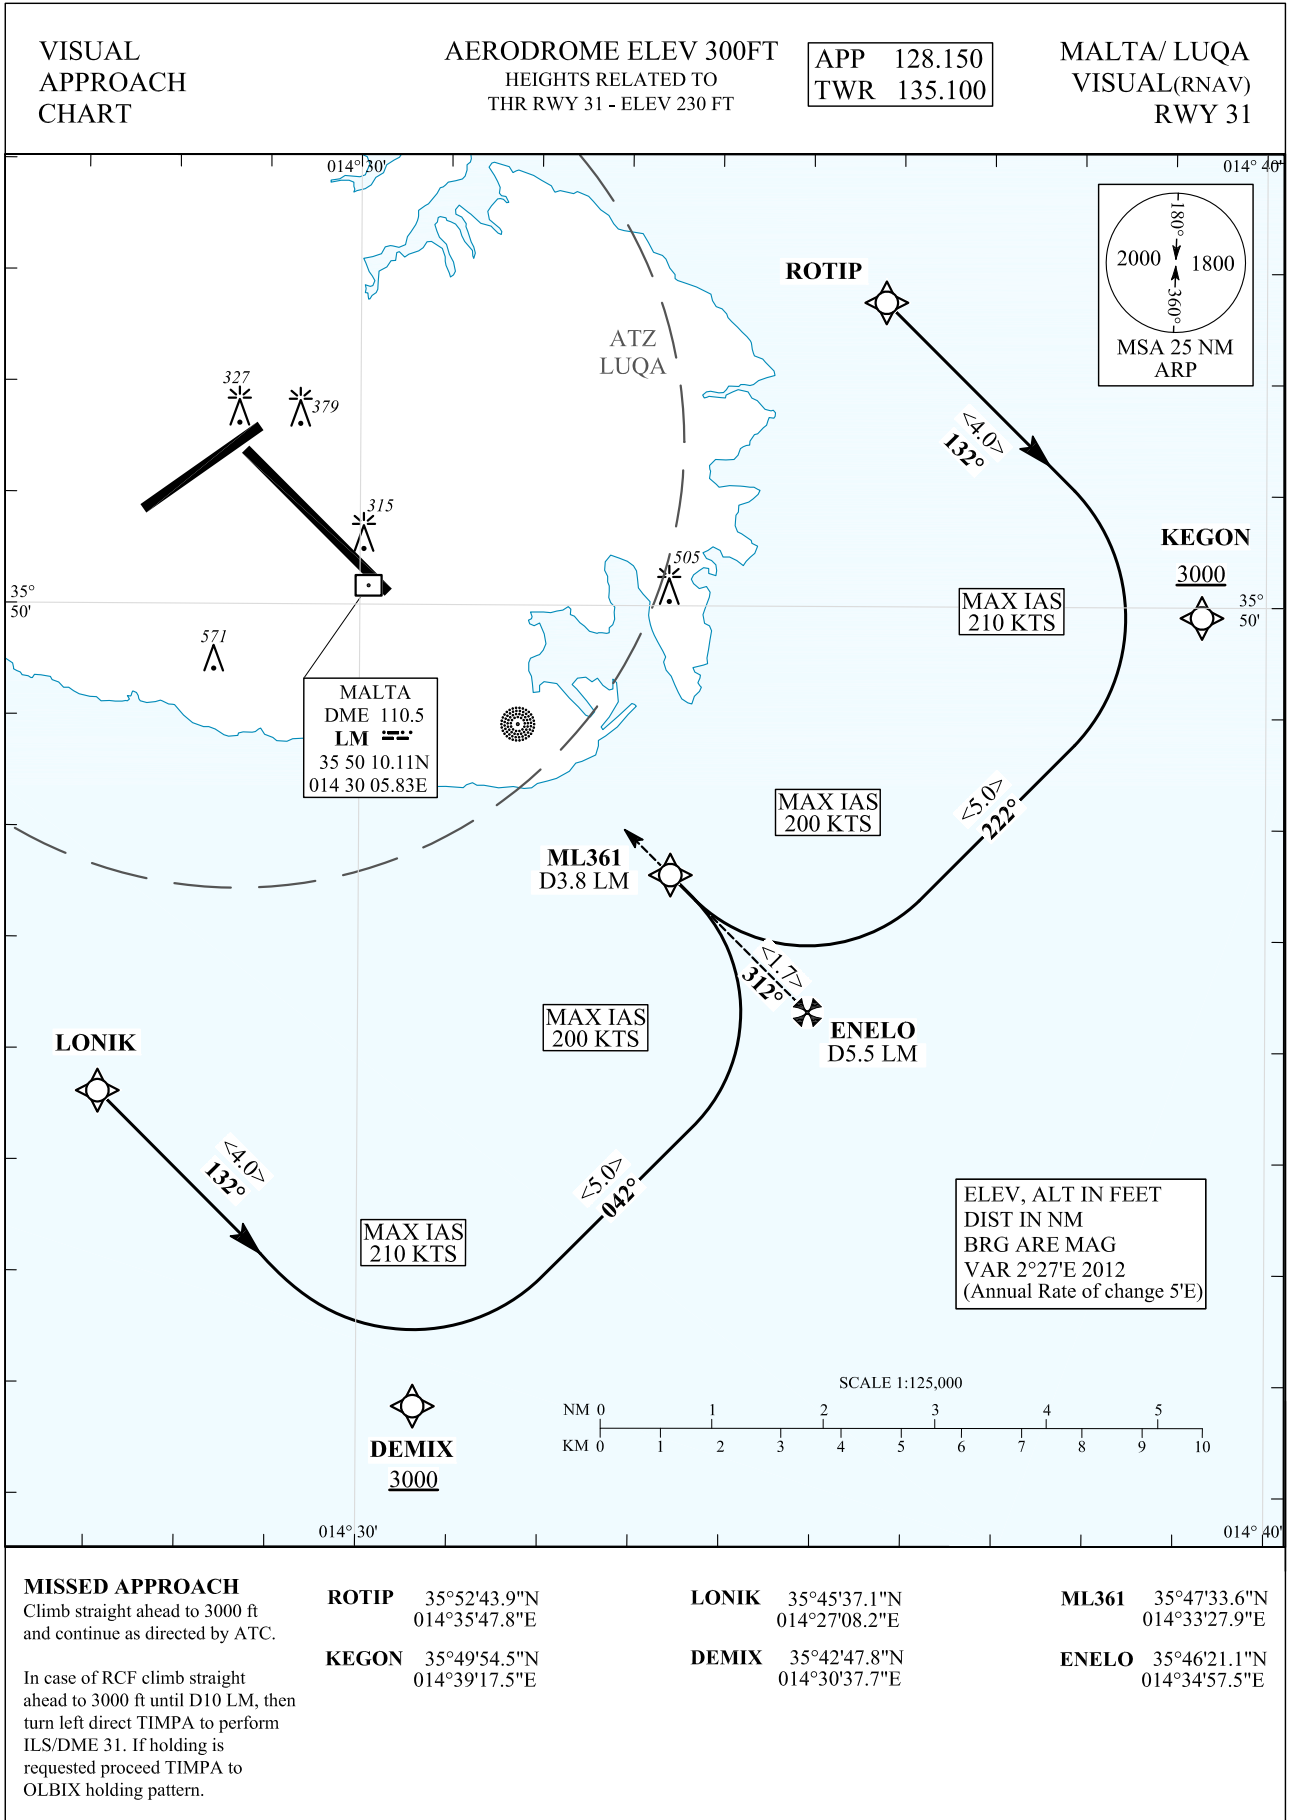 VISUAL
APPROACH
CHART
AERODROME ELEV 300FT
HEIGHTS RELATED TO
THR RWY 31 - ELEV 230 FT
APP 128.150
TWR 135.100
MALTA/ LUQA
VISUAL(RNAV)
RWY 31
014° 30'
014° 40'
180°
2000 1800
360°
MSA 25 NM
ARP
ROTIP
ATZ
LUQA
327
379
<4.0>
132°
315
KEGON
3000
505
35°
50'
MAX IAS
210 KTS
35°
50'
571
MALTA
DME 110.5
LM
35 50 10.11N
014 30 05.83E
MAX IAS
200 KTS
<5.0>
222°
ML361
D3.8 LM
<1.7>
312°
MAX IAS
200 KTS
ENELO
D5.5 LM
LONIK
<4.0>
132°
<5.0>
042°
MAX IAS
210 KTS
ELEV, ALT IN FEET
DIST IN NM
BRG ARE MAG
VAR 2°27'E 2012
(Annual Rate of change 5'E)
SCALE 1:125,000
NM 0 1 2 3 4 5
KM 0 1 2 3 4 5 6 7 8 9 10
DEMIX
3000
014° 30'
014° 40'
MISSED APPROACH
Climb straight ahead to 3000 ft
and continue as directed by ATC.
In case of RCF climb straight
ahead to 3000 ft until D10 LM, then
turn left direct TIMPA to perform
ILS/DME 31. If holding is
requested proceed TIMPA to
OLBIX holding pattern.
ROTIP 35°52'43.9"N
014°35'47.8"E
KEGON 35°49'54.5"N
014°39'17.5"E
LONIK 35°45'37.1"N
014°27'08.2"E
DEMIX 35°42'47.8"N
014°30'37.7"E
ML361 35°47'33.6"N
014°33'27.9"E
ENELO 35°46'21.1"N
014°34'57.5"E